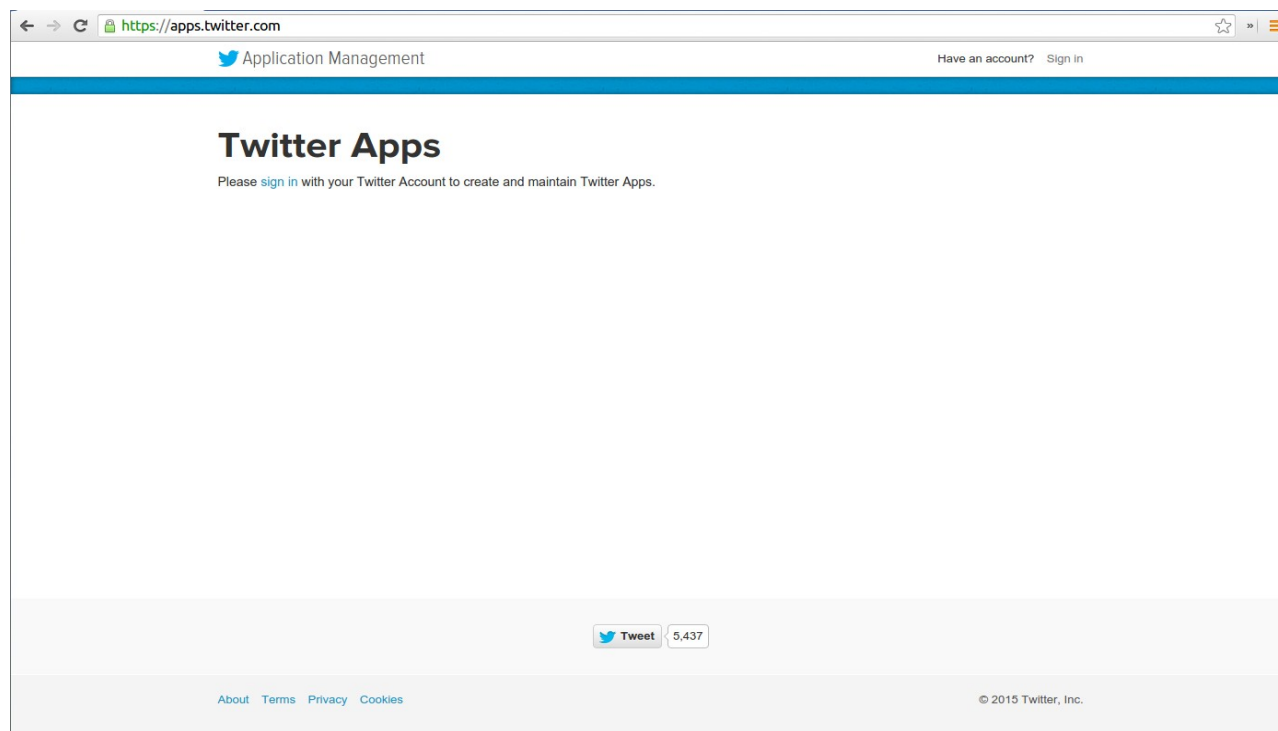 https://apps.twitter.com
»
Application Management
Have an account? Sign in
Twitter Apps
Please sign in with your Twitter Account to create and maintain Twitter Apps.
Tweet 5,437
About Terms Privacy Cookies
© 2015 Twitter, Inc.